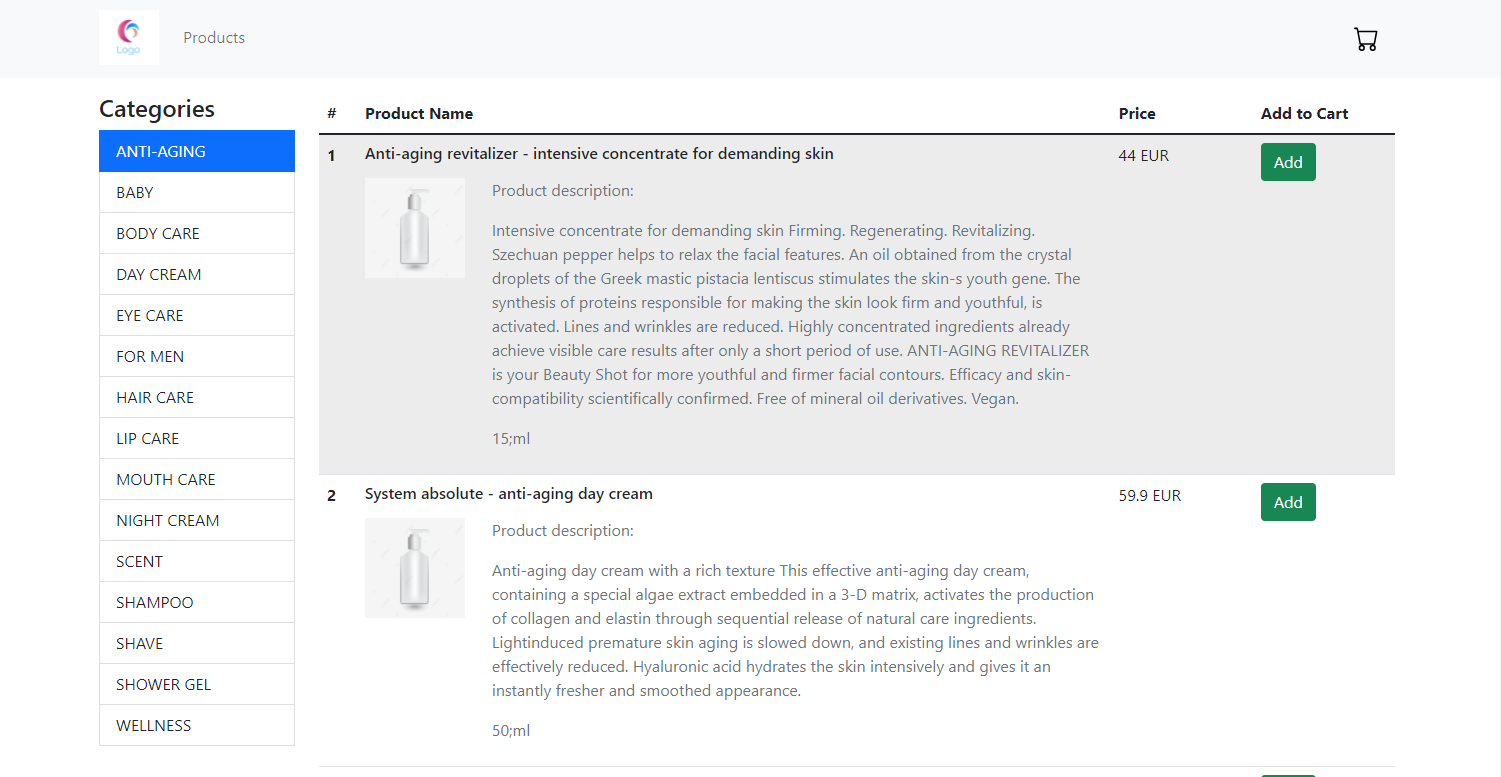 Logo
Products
Categories
ANTI-AGING
BABY
BODY CARE
DAY CREAM
EYE CARE
FOR MEN
HAIR CARE
LIP CARE
MOUTH CARE
NIGHT CREAM
SCENT
SHAMPOO
SHAVE
SHOWER GEL
WELLNESS
# Product Name Price Add to Cart
1 Anti-aging revitalizer - intensive concentrate for demanding skin 44 EUR Add
Product description:
Intensive concentrate for demanding skin Firming. Regenerating. Revitalizing.
Szechuan pepper helps to relax the facial features. An oil obtained from the crystal
droplets of the Greek mastic pistacia lentiscus stimulates the skin-s youth gene. The
synthesis of proteins responsible for making the skin look firm and youthful, is
activated. Lines and wrinkles are reduced. Highly concentrated ingredients already
achieve visible care results after only a short period of use. ANTI-AGING REVITALIZER
is your Beauty Shot for more youthful and firmer facial contours. Efficacy and skin-
compatibility scientifically confirmed. Free of mineral oil derivatives. Vegan.
15;ml
2 System absolute - anti-aging day cream 59.9 EUR Add
Product description:
Anti-aging day cream with a rich texture This effective anti-aging day cream,
containing a special algae extract embedded in a 3-D matrix, activates the production
of collagen and elastin through sequential release of natural care ingredients.
Lightinduced premature skin aging is slowed down, and existing lines and wrinkles are
effectively reduced. Hyaluronic acid hydrates the skin intensively and gives it an
instantly fresher and smoothed appearance.
50;ml